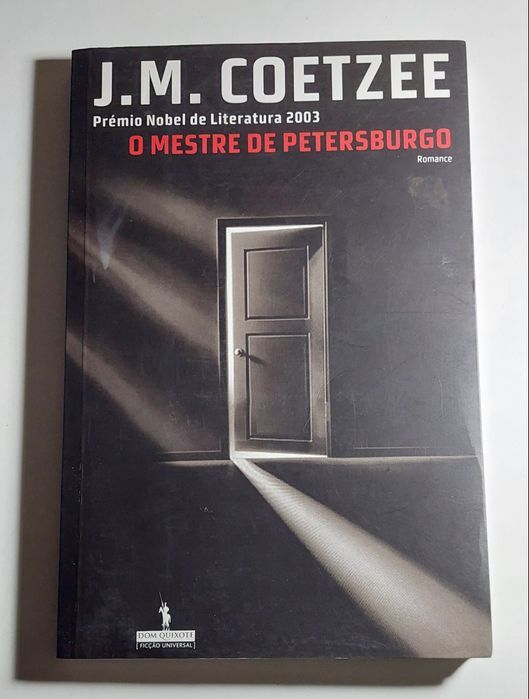 J.M. COETZEE
Prémio Nobel de Literatura 2003
O MESTRE DE PETERSBURGO
Romance
DOM QUIXOTE
[FICÇÃO UNIVERSAL]